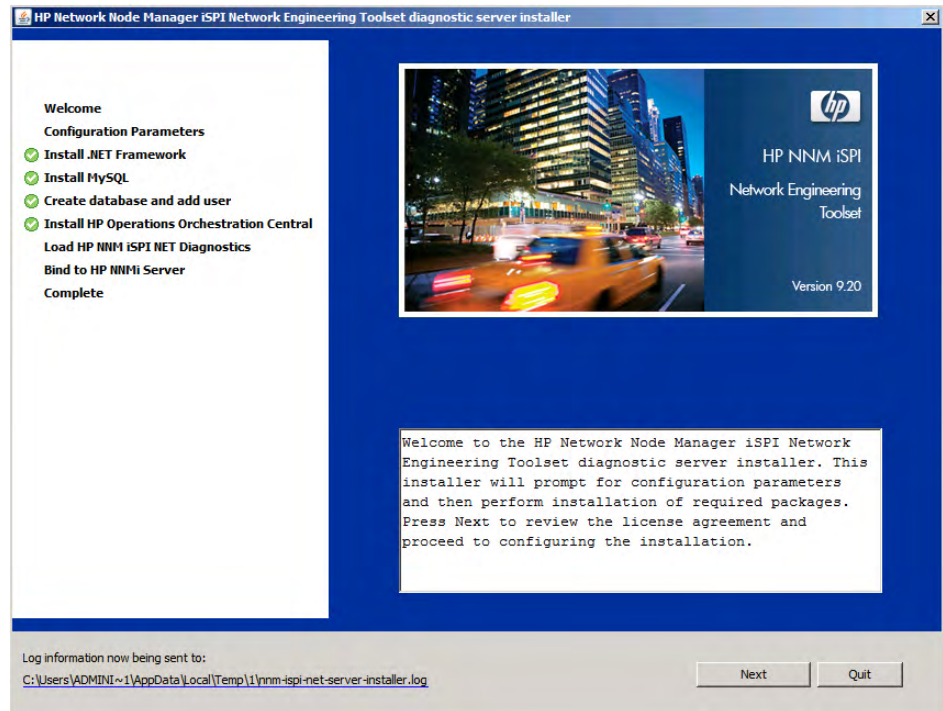 HP Network Node Manager iSPI Network Engineering Toolset diagnostic server installer
Welcome
Configuration Parameters
Install .NET Framework
Install MySQL
Create database and add user
Install HP Operations Orchestration Central
Load HP NNM iSPI NET Diagnostics
Bind to HP NNMi Server
Complete
hp
HP NNM iSPI
Network Engineering
Toolset
Version 9.20
Welcome to the HP Network Node Manager iSPI Network
Engineering Toolset diagnostic server installer. This
installer will prompt for configuration parameters
and then perform installation of required packages.
Press Next to review the license agreement and
proceed to configuring the installation.
Log information now being sent to:
C:\Users\ADMINI~1\AppData\Local\Temp\1\nnm-ispi-net-server-installer.log
Next
Quit